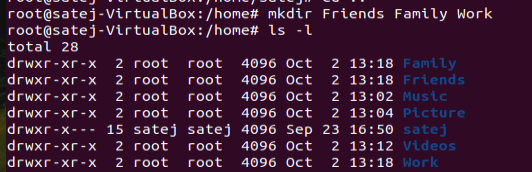 root@satej-VirtualBox:/home# mkdir Friends Family Work
root@satej-VirtualBox:/home# ls -l
total 28
drwxr-xr-x  2 root  root  4096 Oct  2 13:18 Family
drwxr-xr-x  2 root  root  4096 Oct  2 13:18 Friends
drwxr-xr-x  2 root  root  4096 Oct  2 13:02 Music
drwxr-xr-x  2 root  root  4096 Oct  2 13:04 Picture
drwxr-x--- 15 satej satej 4096 Sep 23 16:50 satej
drwxr-xr-x  2 root  root  4096 Oct  2 13:12 Videos
drwxr-xr-x  2 root  root  4096 Oct  2 13:18 Work